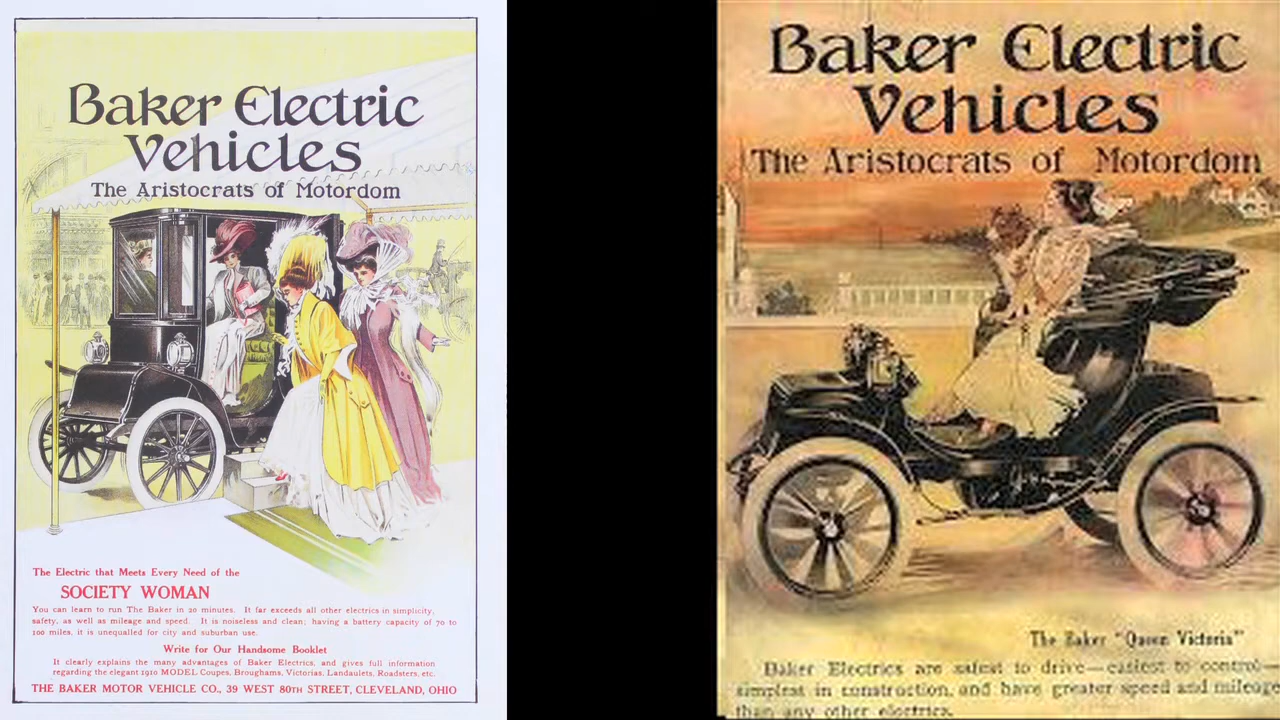 Baker Electric
Vehicles
The Aristocrats of Motordom
The Electric that Meets Every Need of the
SOCIETY WOMAN
You can learn to run The Baker in 20 minutes. It far exceeds all other electrics in simplicity,
safety, as well as mileage and speed. It is noiseless and clean; having a battery capacity of 70 to
100 miles, it is unequalled for city and suburban use.
Write for Our Handsome Booklet
It clearly explains the many advantages of Baker Electrics, and gives full information
regarding the elegant 1910 MODEL Coupes, Broughams, Victorias, Landaulets, Roadsters, etc.
THE BAKER MOTOR VEHICLE CO., 39 WEST 80TH STREET, CLEVELAND, OHIO
Baker Electric
Vehicles
The Aristocrats of Motordom
The Baker "Queen Victoria"
Baker Electrics are safest to drive—easiest to control—
simplest in construction, and have greater speed and mileage
than any other electrics.